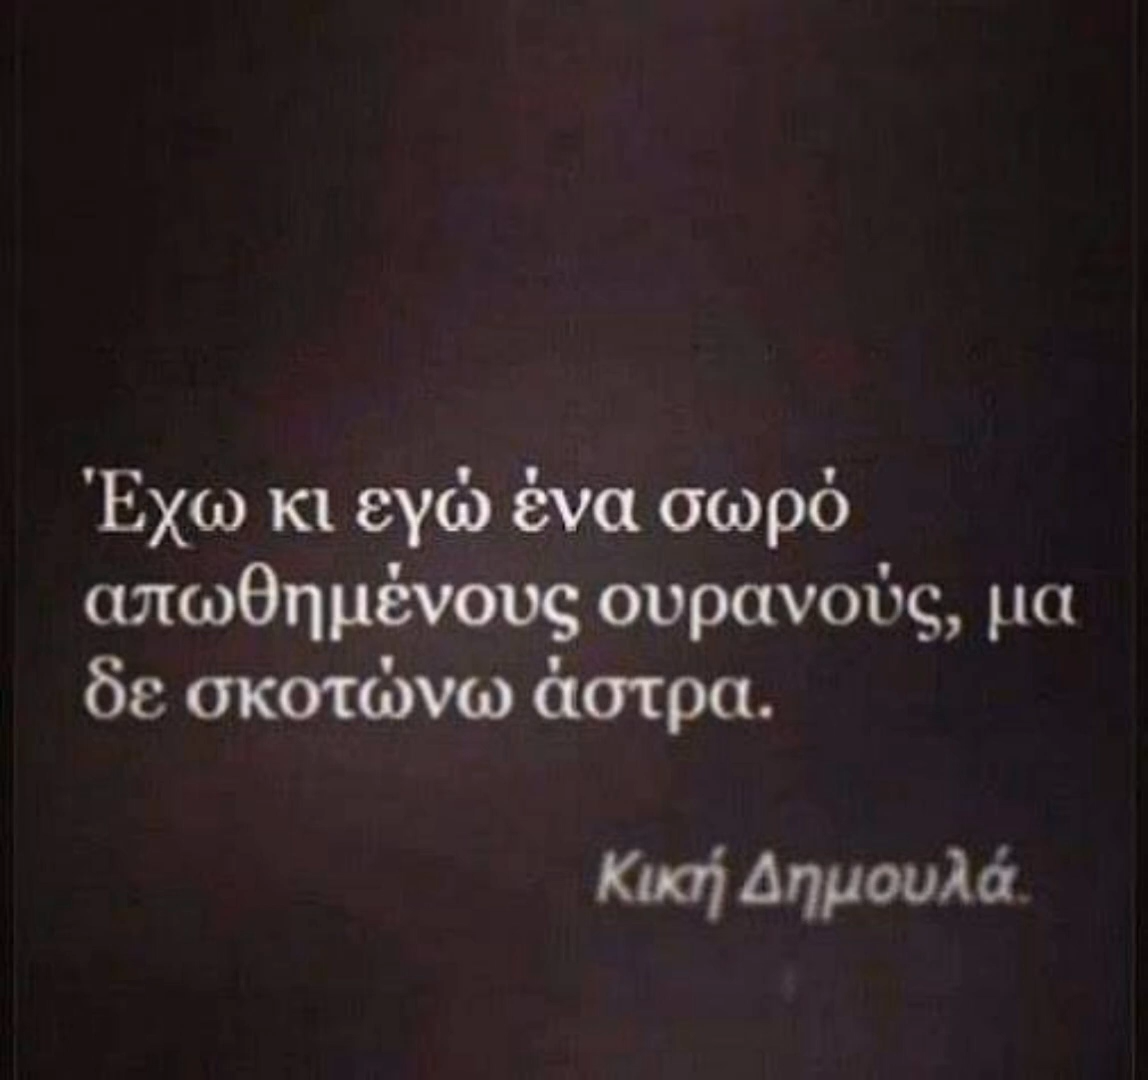 Έχω κι εγώ ένα σωρό
απωθημένους ουρανούς, μα
δε σκοτώνω άστρα.
Κική Δημουλά.